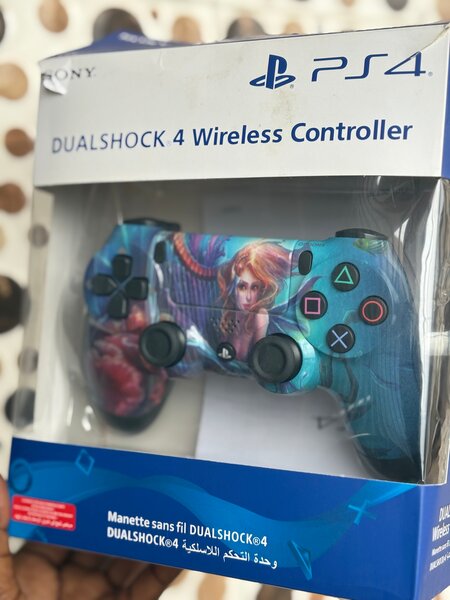 SONY
PS4
DUALSHOCK 4 Wireless Controller
Manette sans fil DUALSHOCK®4
وحدة التحكم اللاسلكية DUALSHOCK®4